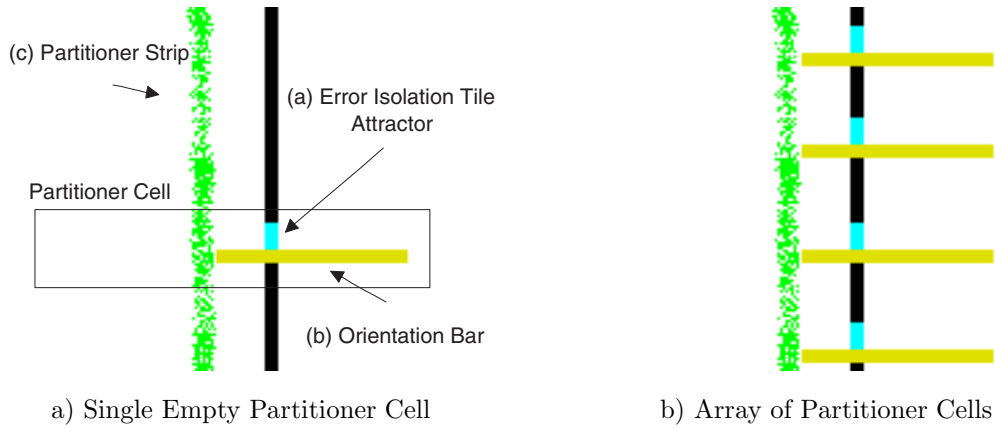 (c) Partitioner Strip
(a) Error Isolation Tile
Attractor
Partitioner Cell
(b) Orientation Bar
a) Single Empty Partitioner Cell
b) Array of Partitioner Cells